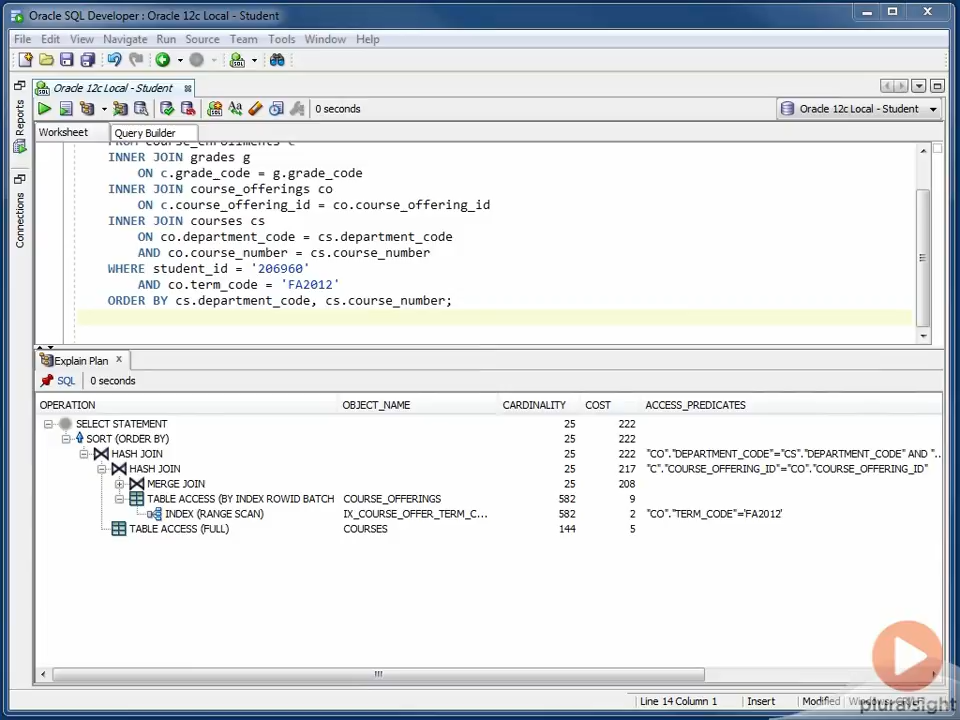 Oracle SQL Developer : Oracle 12c Local - Student
File Edit View Navigate Run Source Team Tools Window Help
Oracle 12c Local - Student
0 seconds
Oracle 12c Local - Student
Worksheet Query Builder
Reports
Connections
FROM course_enrollments c
INNER JOIN grades g
ON c.grade_code = g.grade_code
INNER JOIN course_offerings co
ON c.course_offering_id = co.course_offering_id
INNER JOIN courses cs
ON co.department_code = cs.department_code
AND co.course_number = cs.course_number
WHERE student_id = '206960'
AND co.term_code = 'FA2012'
ORDER BY cs.department_code, cs.course_number;
Explain Plan
SQL 0 seconds
OPERATION OBJECT_NAME CARDINALITY COST ACCESS_PREDICATES
SELECT STATEMENT 25 222
SORT (ORDER BY) 25 222
HASH JOIN 25 222 "CO"."DEPARTMENT_CODE"="CS"."DEPARTMENT_CODE" AND "..
HASH JOIN 25 217 "C"."COURSE_OFFERING_ID"="CO"."COURSE_OFFERING_ID"
MERGE JOIN 25 208
TABLE ACCESS (BY INDEX ROWID BATCH COURSE_OFFERINGS 582 9
INDEX (RANGE SCAN) IX_COURSE_OFFER_TERM_C... 582 2 "CO"."TERM_CODE"='FA2012'
TABLE ACCESS (FULL) COURSES 144 5
Line 14 Column 1 Insert Modified Windows:
pluralsight